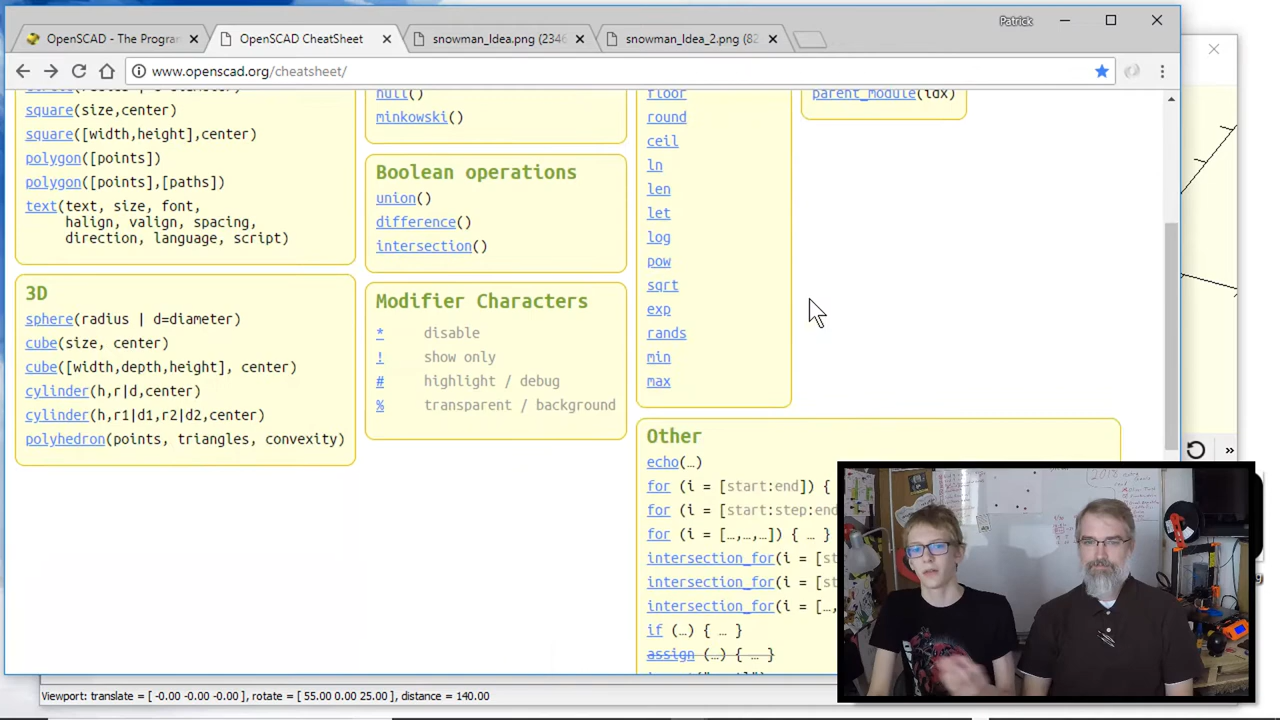 Patrick
OpenSCAD - The Progra
OpenSCAD CheatSheet
snowman_Idea.png (2346
snowman_Idea_2.png (82
www.openscad.org/cheatsheet/
square(size,center)
square([width,height],center)
polygon([points])
polygon([points],[paths])
text(text, size, font,
halign, valign, spacing,
direction, language, script)
3D
sphere(radius | d=diameter)
cube(size, center)
cube([width,depth,height], center)
cylinder(h,r|d,center)
cylinder(h,r1|d1,r2|d2,center)
polyhedron(points, triangles, convexity)
hull()
minkowski()
Boolean operations
union()
difference()
intersection()
Modifier Characters
* disable
! show only
# highlight / debug
% transparent / background
floor
round
ceil
ln
len
let
log
pow
sqrt
exp
rands
min
max
parent_module(idx)
Other
echo(…)
for (i = [start:end]) {
for (i = [start:step:end
for (i = […,…,…]) { … }
intersection_for(i = [s
intersection_for(i = [s
intersection_for(i = […,
if (…) { … }
assign (…) { … }
»
Viewport: translate = [ -0.00 -0.00 -0.00 ], rotate = [ 55.00 0.00 25.00 ], distance = 140.00